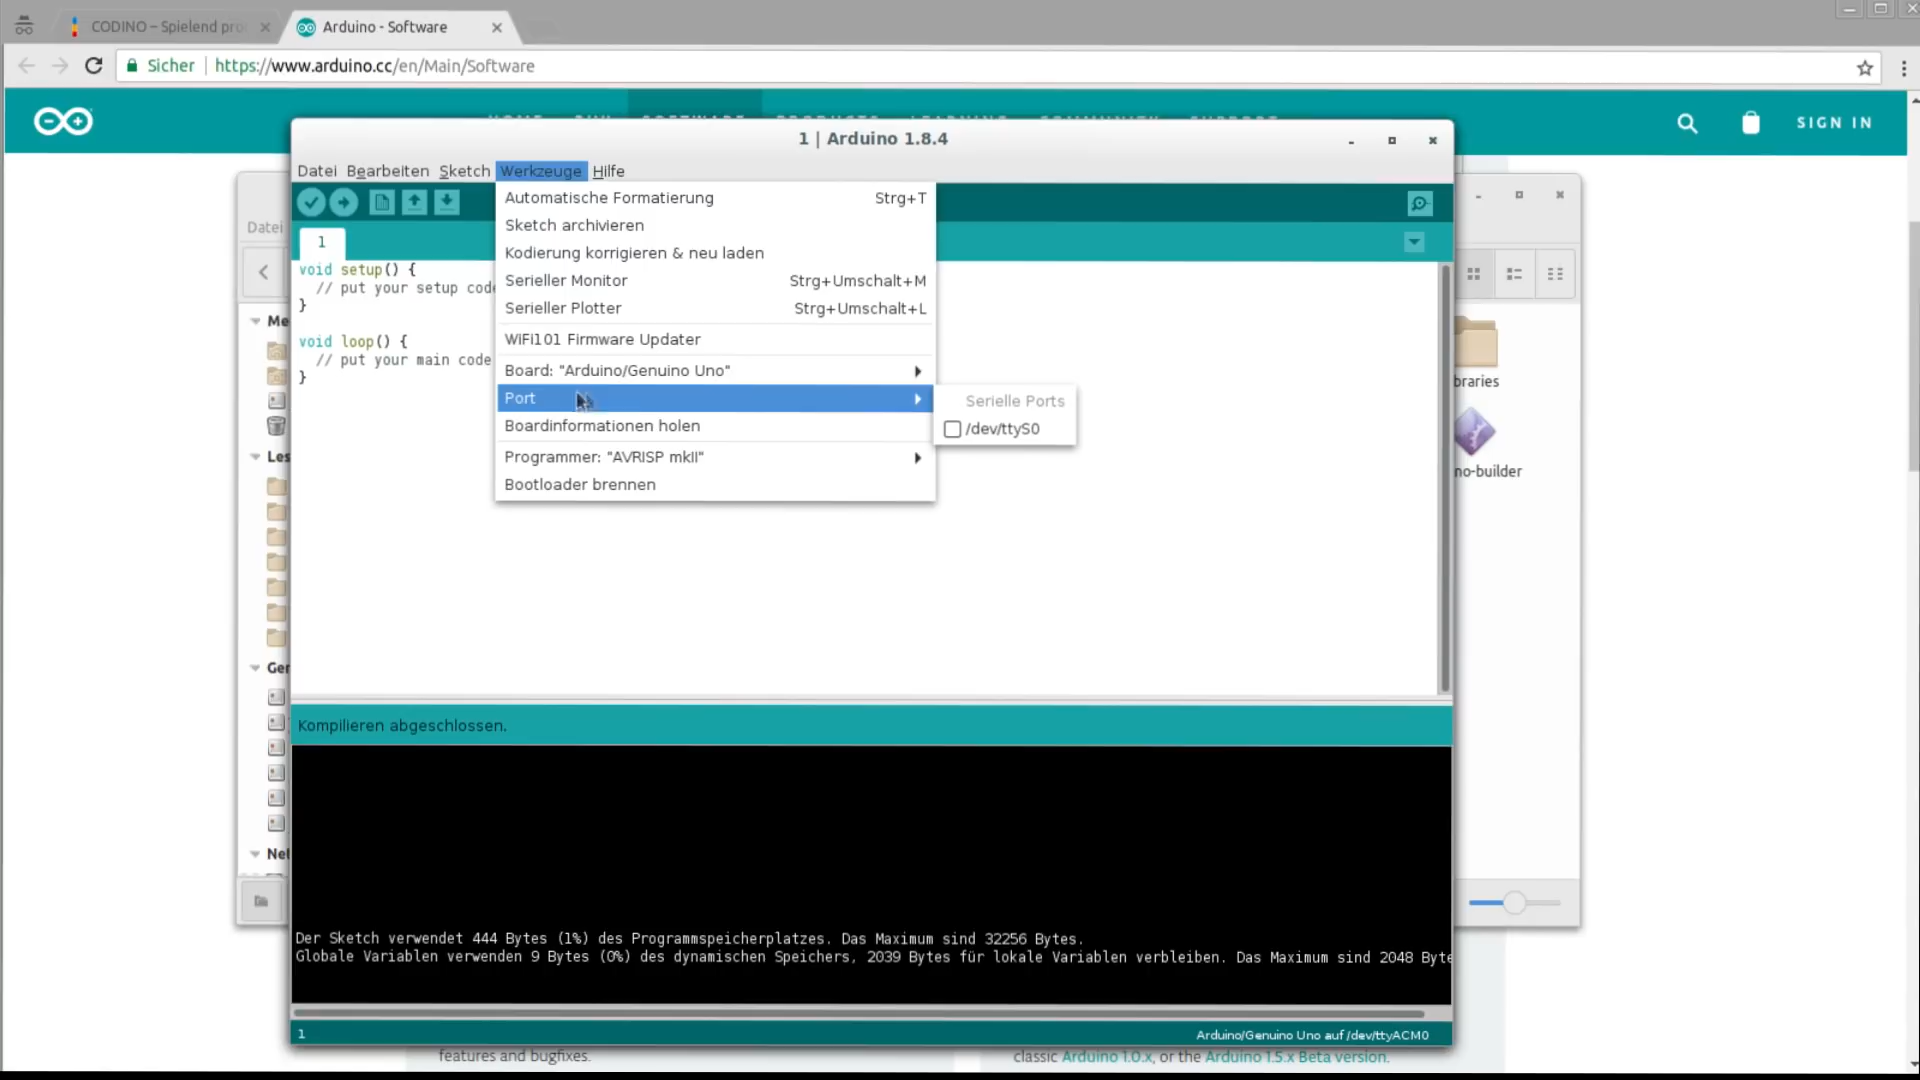 CODINO – Spielend pro
Arduino - Software
Sicher
https://www.arduino.cc/en/Main/Software
SIGN IN
1 | Arduino 1.8.4
Datei Bearbeiten Sketch Werkzeuge Hilfe
Automatische Formatierung Strg+T
Sketch archivieren
Kodierung korrigieren & neu laden
Serieller Monitor Strg+Umschalt+M
Serieller Plotter Strg+Umschalt+L
WiFi101 Firmware Updater
Board: "Arduino/Genuino Uno"
Port
Boardinformationen holen
Programmer: "AVRISP mkII"
Bootloader brennen
Serielle Ports
/dev/ttyS0
1
void setup() {
// put your setup code
}
void loop() {
// put your main code
}
Datei
Me
Les
Ger
Net
braries
no-builder
Kompilieren abgeschlossen.
Der Sketch verwendet 444 Bytes (1%) des Programmspeicherplatzes. Das Maximum sind 32256 Bytes.
Globale Variablen verwenden 9 Bytes (0%) des dynamischen Speichers, 2039 Bytes für lokale Variablen verbleiben. Das Maximum sind 2048 Byte
1
Arduino/Genuino Uno auf /dev/ttyACM0
features and bugfixes.
classic Arduino 1.0.x, or the Arduino 1.5.x Beta version.